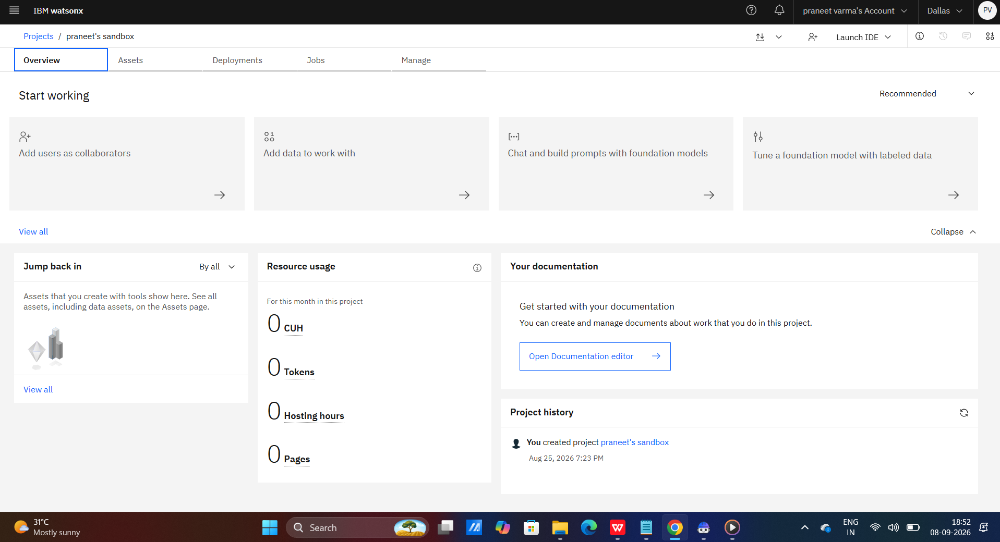 IBM watsonx
praneet varma's Account
Dallas
PV
Projects / praneet's sandbox
Launch IDE
Overview
Assets
Deployments
Jobs
Manage
Start working
Recommended
Add users as collaborators
Add data to work with
Chat and build prompts with foundation models
Tune a foundation model with labeled data
View all
Collapse
Jump back in
By all
Assets that you create with tools show here. See all
assets, including data assets, on the Assets page.
View all
Resource usage
For this month in this project
0 CUH
0 Tokens
0 Hosting hours
0 Pages
Your documentation
Get started with your documentation
You can create and manage documents about work that you do in this project.
Open Documentation editor
Project history
You created project praneet's sandbox
Aug 25, 2026 7:23 PM
31°C
Mostly sunny
Search
ENG
IN
18:52
08-09-2026